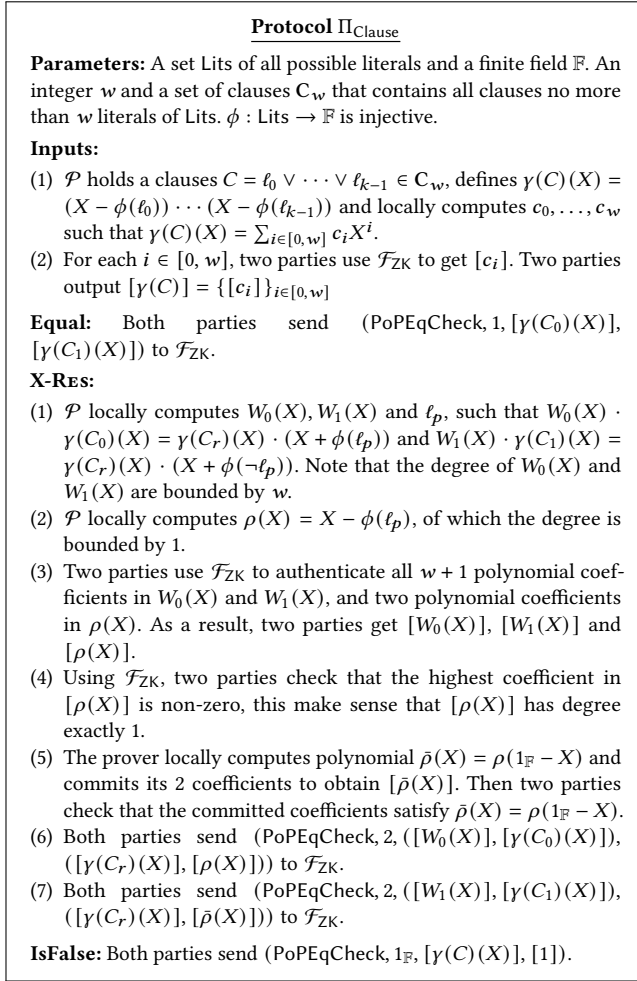 Protocol Π_Clause
Parameters: A set Lits of all possible literals and a finite field 𝔽. An
integer w and a set of clauses C_w that contains all clauses no more
than w literals of Lits. ϕ : Lits → 𝔽 is injective.
Inputs:
(1) 𝒫 holds a clauses C = ℓ_0 ∨ · · · ∨ ℓ_{k−1} ∈ C_w, defines γ(C)(X) =
(X − ϕ(ℓ_0)) · · · (X − ϕ(ℓ_{k−1})) and locally computes c_0, . . . , c_w
such that γ(C)(X) = ∑_{i∈[0,w]} c_i X^i.
(2) For each i ∈ [0, w], two parties use ℱ_ZK to get [c_i]. Two parties
output [γ(C)] = {[c_i]}_{i∈[0,w]}
Equal: Both parties send (PoPEqCheck, 1, [γ(C_0)(X)],
[γ(C_1)(X)]) to ℱ_ZK.
X-Res:
(1) 𝒫 locally computes W_0(X), W_1(X) and ℓ_p, such that W_0(X) ·
γ(C_0)(X) = γ(C_r)(X) · (X + ϕ(ℓ_p)) and W_1(X) · γ(C_1)(X) =
γ(C_r)(X) · (X + ϕ(¬ℓ_p)). Note that the degree of W_0(X) and
W_1(X) are bounded by w.
(2) 𝒫 locally computes ρ(X) = X − ϕ(ℓ_p), of which the degree is
bounded by 1.
(3) Two parties use ℱ_ZK to authenticate all w + 1 polynomial coef-
ficients in W_0(X) and W_1(X), and two polynomial coefficients
in ρ(X). As a result, two parties get [W_0(X)], [W_1(X)] and
[ρ(X)].
(4) Using ℱ_ZK, two parties check that the highest coefficient in
[ρ(X)] is non-zero, this make sense that [ρ(X)] has degree
exactly 1.
(5) The prover locally computes polynomial ρ̄(X) = ρ(1_𝔽 − X) and
commits its 2 coefficients to obtain [ρ̄(X)]. Then two parties
check that the committed coefficients satisfy ρ̄(X) = ρ(1_𝔽 − X).
(6) Both parties send (PoPEqCheck, 2, ([W_0(X)], [γ(C_0)(X)]),
([γ(C_r)(X)], [ρ(X)])) to ℱ_ZK.
(7) Both parties send (PoPEqCheck, 2, ([W_1(X)], [γ(C_1)(X)]),
([γ(C_r)(X)], [ρ̄(X)])) to ℱ_ZK.
IsFalse: Both parties send (PoPEqCheck, 1_𝔽, [γ(C)(X)], [1]).